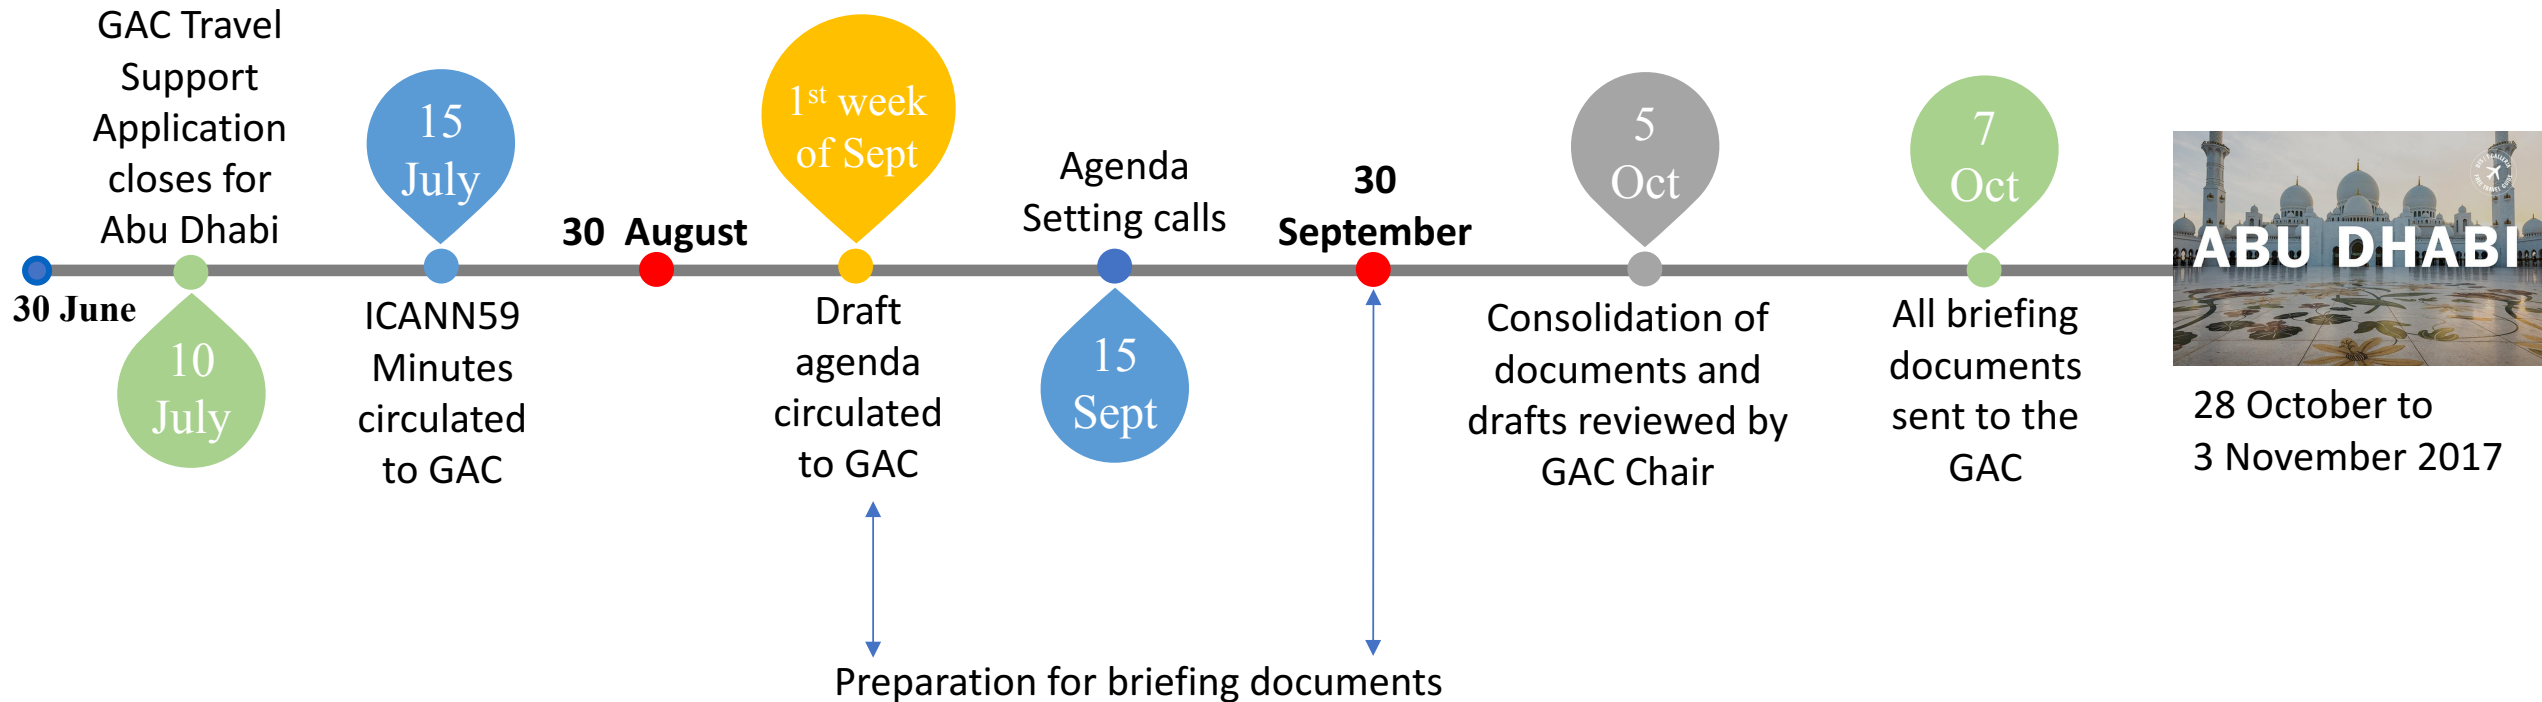 GAC Travel
Support
Application
closes for
Abu Dhabi
30 June
10
July
15
July
ICANN59
Minutes
circulated
to GAC
30 August
1st week
of Sept
Draft
agenda
circulated
to GAC
Agenda
Setting calls
15
Sept
30
September
Preparation for briefing documents
5
Oct
Consolidation of
documents and
drafts reviewed by
GAC Chair
7
Oct
All briefing
documents
sent to the
GAC
ABU DHABI
28 October to
3 November 2017